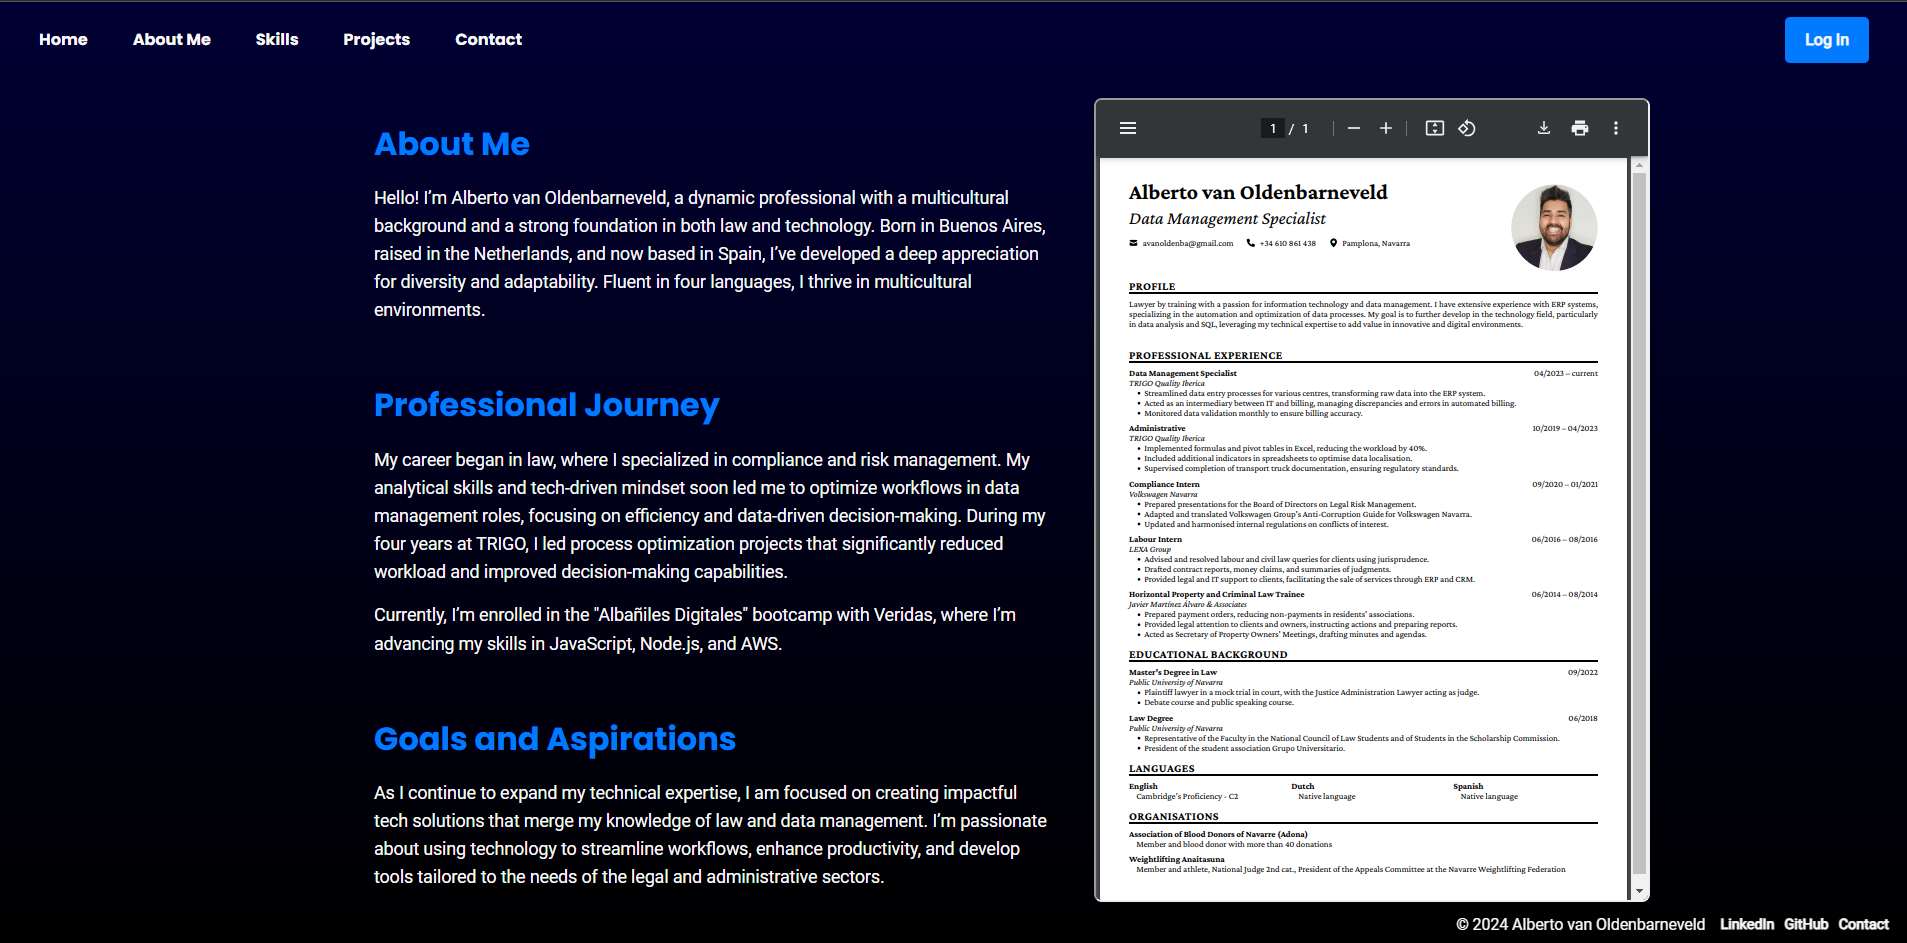 Home About Me Skills Projects Contact Log In
About Me
Hello! I’m Alberto van Oldenbarneveld, a dynamic professional with a multicultural
background and a strong foundation in both law and technology. Born in Buenos Aires,
raised in the Netherlands, and now based in Spain, I’ve developed a deep appreciation
for diversity and adaptability. Fluent in four languages, I thrive in multicultural
environments.
Professional Journey
My career began in law, where I specialized in compliance and risk management. My
analytical skills and tech-driven mindset soon led me to optimize workflows in data
management roles, focusing on efficiency and data-driven decision-making. During my
four years at TRIGO, I led process optimization projects that significantly reduced
workload and improved decision-making capabilities.
Currently, I’m enrolled in the "Albañiles Digitales" bootcamp with Veridas, where I’m
advancing my skills in JavaScript, Node.js, and AWS.
Goals and Aspirations
As I continue to expand my technical expertise, I am focused on creating impactful
tech solutions that merge my knowledge of law and data management. I’m passionate
about using technology to streamline workflows, enhance productivity, and develop
tools tailored to the needs of the legal and administrative sectors.
1 / 1
Alberto van Oldenbarneveld
Data Management Specialist
avanoldenba@gmail.com +34 610 861 438 Pamplona, Navarra
PROFILE
Lawyer by training with a passion for information technology and data management. I have extensive experience with ERP systems,
specializing in the automation and optimization of data processes. My goal is to further develop in the technology field, particularly
in data analysis and SQL, leveraging my technical expertise to add value in innovative and digital environments.
PROFESSIONAL EXPERIENCE
Data Management Specialist 04/2023 – current
TRIGO Quality Iberica
• Streamlined data entry processes for various centres, transforming raw data into the ERP system.
• Acted as an intermediary between IT and billing, managing discrepancies and errors in automated billing.
• Monitored data validation monthly to ensure billing accuracy.
Administrative 10/2019 – 04/2023
TRIGO Quality Iberica
• Implemented formulas and pivot tables in Excel, reducing the workload by 40%.
• Included additional indicators in spreadsheets to optimise data localisation.
• Supervised completion of transport truck documentation, ensuring regulatory standards.
Compliance Intern 09/2020 – 01/2021
Volkswagen Navarra
• Prepared presentations for the Board of Directors on Legal Risk Management.
• Adapted and translated Volkswagen Group’s Anti-Corruption Guide for Volkswagen Navarra.
• Updated and harmonised internal regulations on conflicts of interest.
Labour Intern 06/2016 – 08/2016
LEXA Group
• Advised and resolved labour and civil law queries for clients using jurisprudence.
• Drafted contract reports, money claims, and summaries of judgments.
• Provided legal and IT support to clients, facilitating the sale of services through ERP and CRM.
Horizontal Property and Criminal Law Trainee 06/2014 – 08/2014
Javier Martínez Álvaro & Associates
• Prepared payment orders, reducing non-payments in residents’ associations.
• Provided legal attention to clients and owners, instructing actions and preparing reports.
• Acted as Secretary of Property Owners’ Meetings, drafting minutes and agendas.
EDUCATIONAL BACKGROUND
Master’s Degree in Law 09/2022
Public University of Navarra
• Plaintiff lawyer in a mock trial in court, with the Justice Administration Lawyer acting as judge.
• Debate course and public speaking course.
Law Degree 06/2018
Public University of Navarra
• Representative of the Faculty in the National Council of Law Students and of Students in the Scholarship Commission.
• President of the student association Grupo Universitario.
LANGUAGES
English Dutch Spanish
Cambridge’s Proficiency - C2 Native language Native language
ORGANISATIONS
Association of Blood Donors of Navarre (Adona)
Member and blood donor with more than 40 donations
Weightlifting Anaitasuna
Member and athlete, National Judge 2nd cat., President of the Appeals Committee at the Navarre Weightlifting Federation
© 2024 Alberto van Oldenbarneveld LinkedIn GitHub Contact